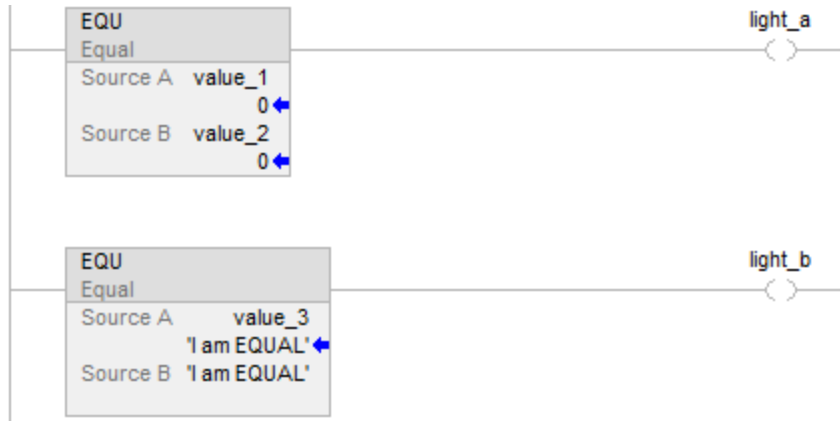 EQU
light_a
Equal
Source A value_1
0
Source B value_2
0
EQU
light_b
Equal
Source A value_3
'I am EQUAL'
Source B 'I am EQUAL'